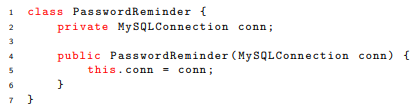 1 class PasswordReminder {
2     private MySQLConnection conn;
3
4     public PasswordReminder(MySQLConnection conn) {
5         this.conn = conn;
6     }
7 }